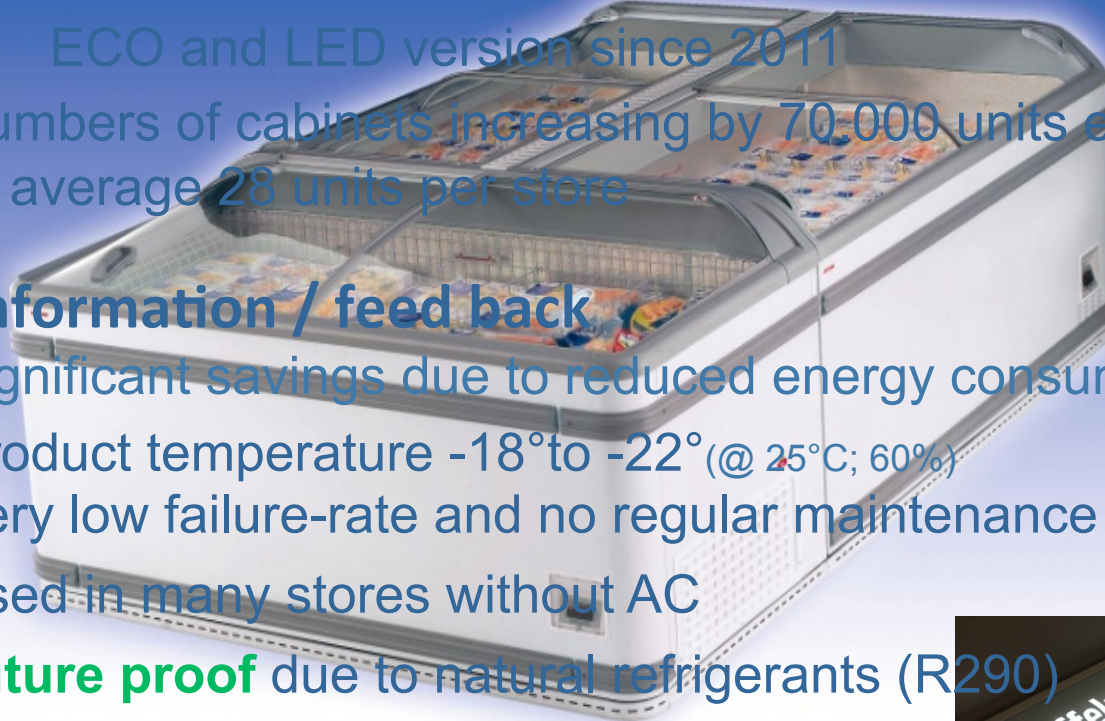 ECO and LED version since 2011
umbers of cabinets increasing by 70.000 units e
average 28 units per store
nformation / feed back
gnificant savings due to reduced energy consu
roduct temperature -18°to -22°(@ 25°C; 60%)
ery low failure-rate and no regular maintenance
sed in many stores without AC
uture proof due to natural refrigerants (R290)